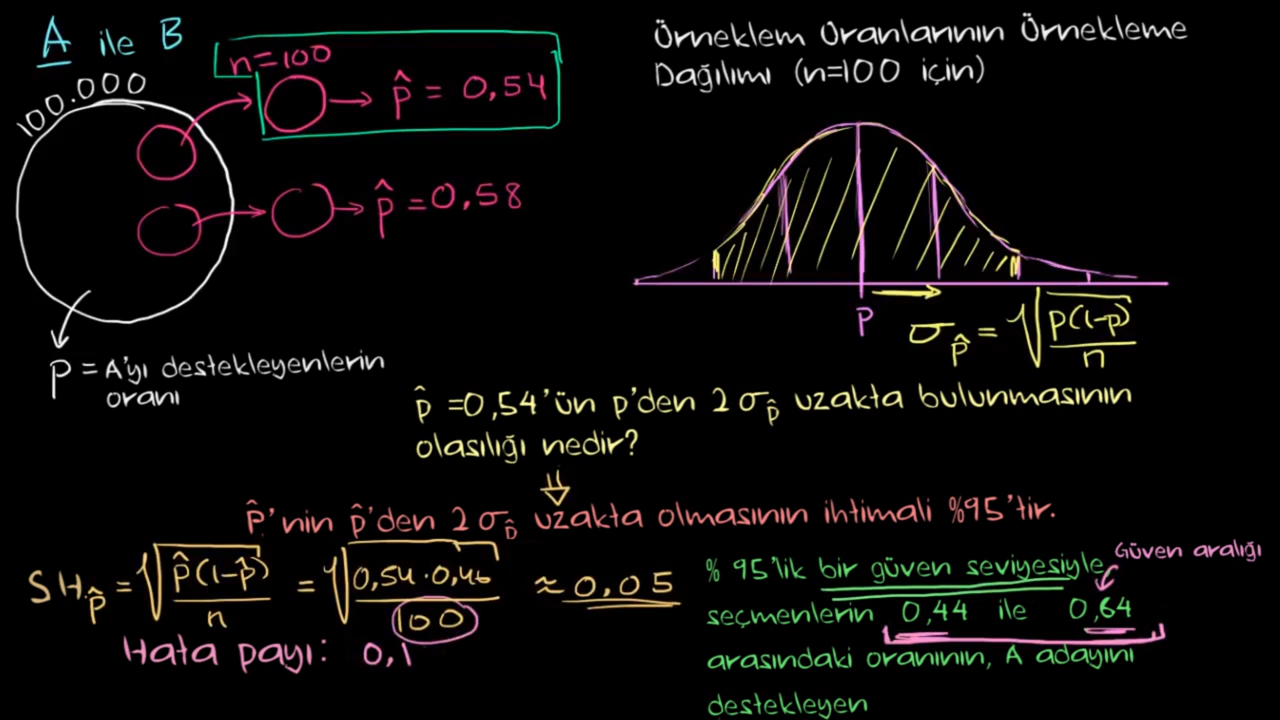 A ile B
100.000
n=100
p̂ = 0,54
p̂ =0,58
p = A'yı destekleyenlerin
oranı
Örneklem Oranlarının Örnekleme
Dağılımı (n=100 için)
P
σp̂ = √p(1-p)/n
p̂ =0,54'ün p'den 2σp̂ uzakta bulunmasının
olasılığı nedir?
p̂'nin p̂'den 2σp̂ uzakta olmasının ihtimali %95'tir.
SHp̂ = √p̂(1-p̂)/n = √0,54·0,46/100 ≈ 0,05
Hata payı: 0,1
Güven aralığı
% 95'lik bir güven seviyesiyle
seçmenlerin 0,44 ile 0,64
arasındaki oranının, A adayını
destekleyen